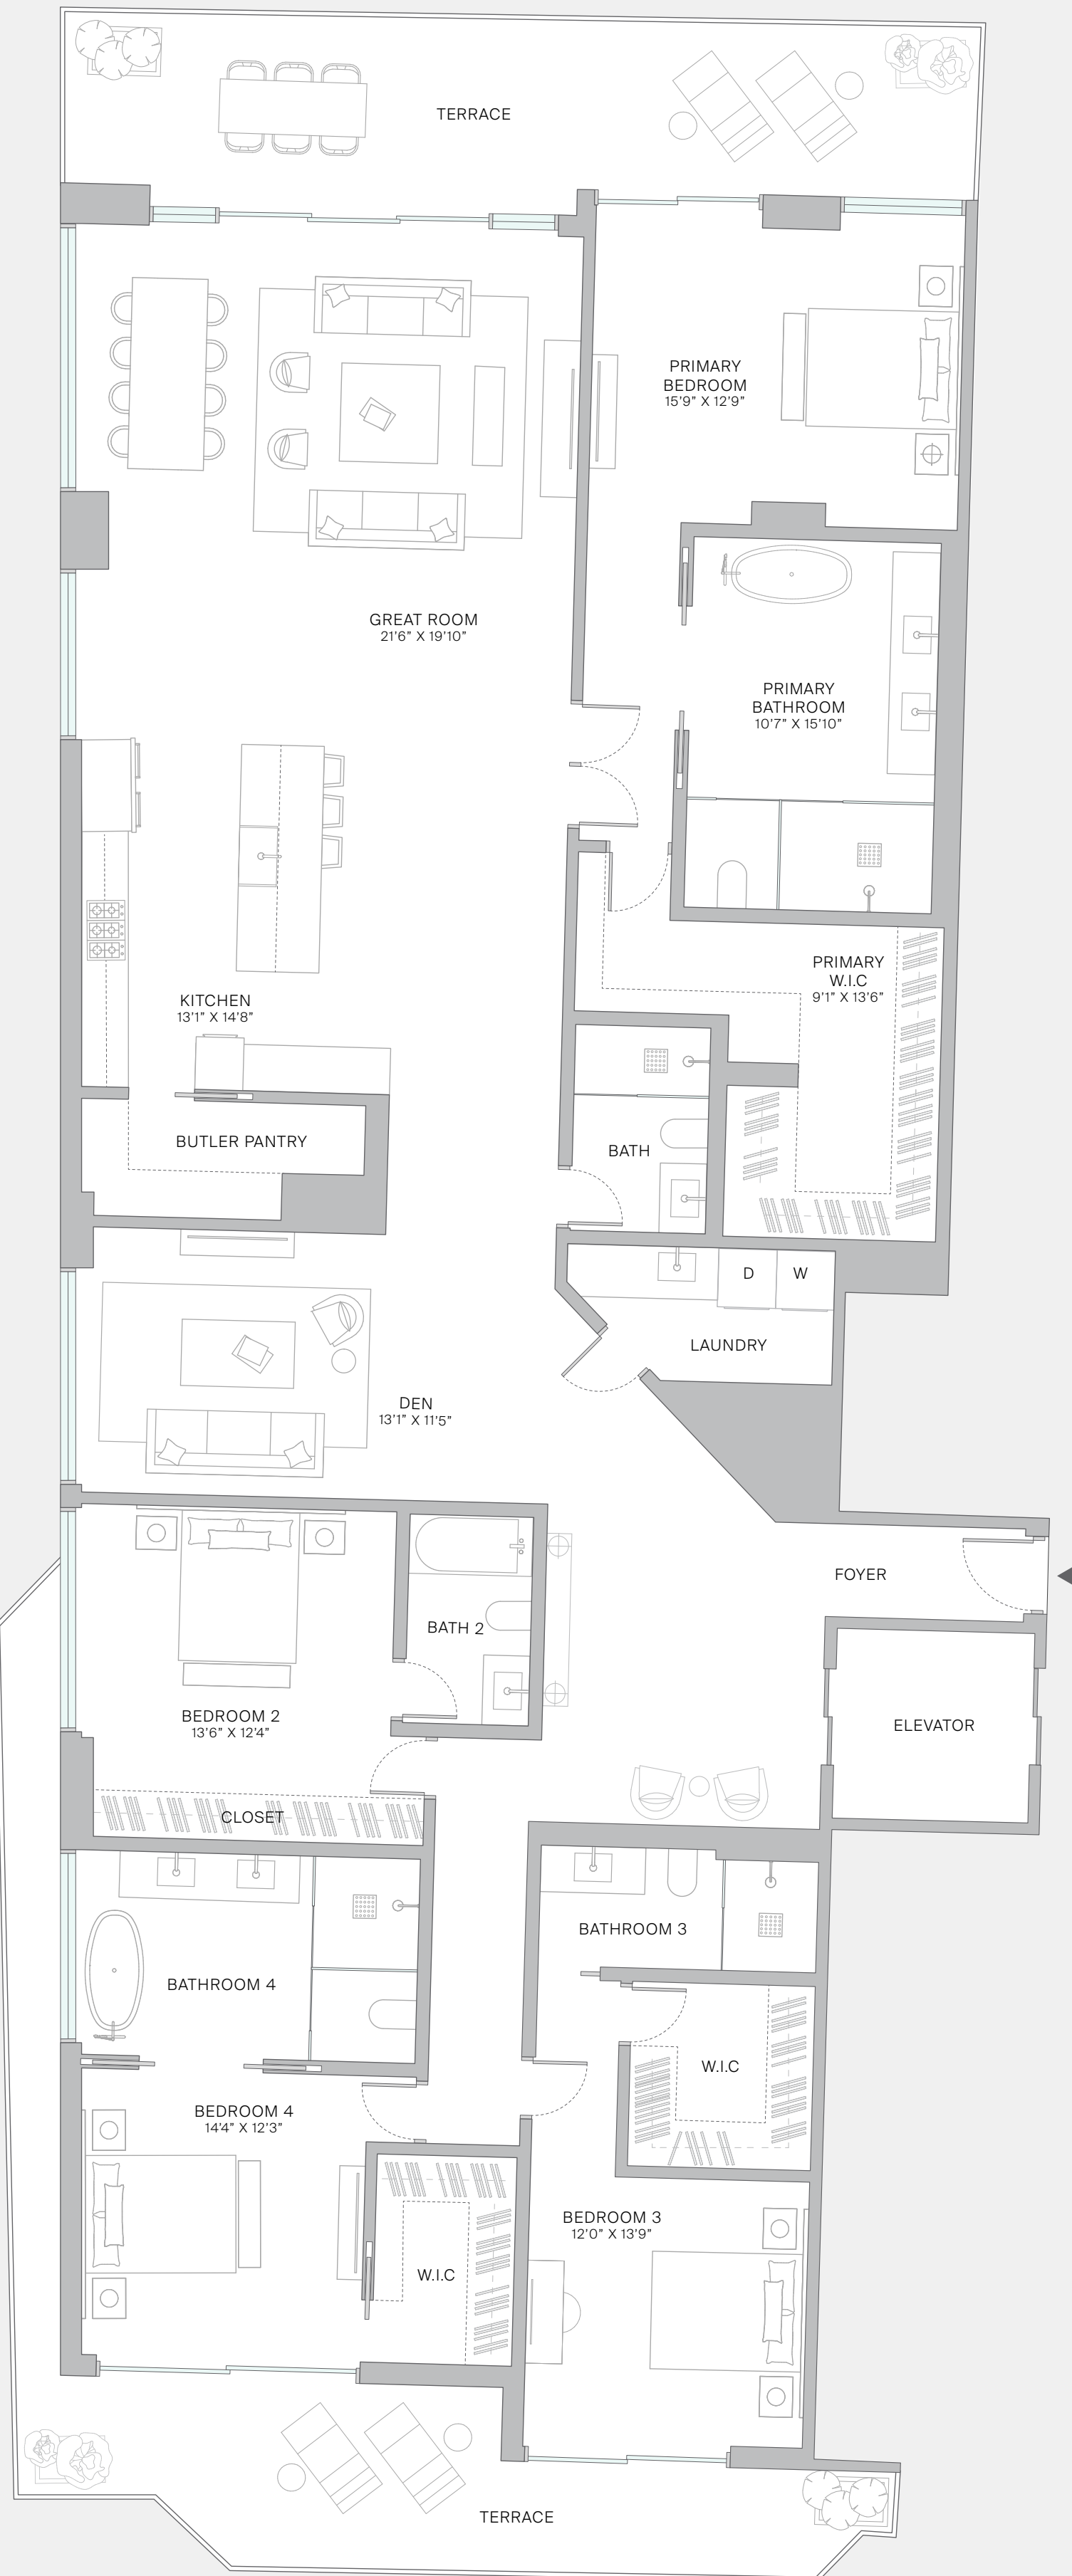 TERRACE
PRIMARY
BEDROOM
15'9" X 12'9"
GREAT ROOM
21'6" X 19'10"
PRIMARY
BATHROOM
10'7" X 15'10"
PRIMARY
W.I.C
9'1" X 13'6"
KITCHEN
13'1" X 14'8"
BUTLER PANTRY
BATH
D
W
LAUNDRY
DEN
13'1" X 11'5"
FOYER
BATH 2
BEDROOM 2
13'6" X 12'4"
ELEVATOR
CLOSET
BATHROOM 3
BATHROOM 4
W.I.C
BEDROOM 4
14'4" X 12'3"
BEDROOM 3
12'0" X 13'9"
W.I.C
TERRACE